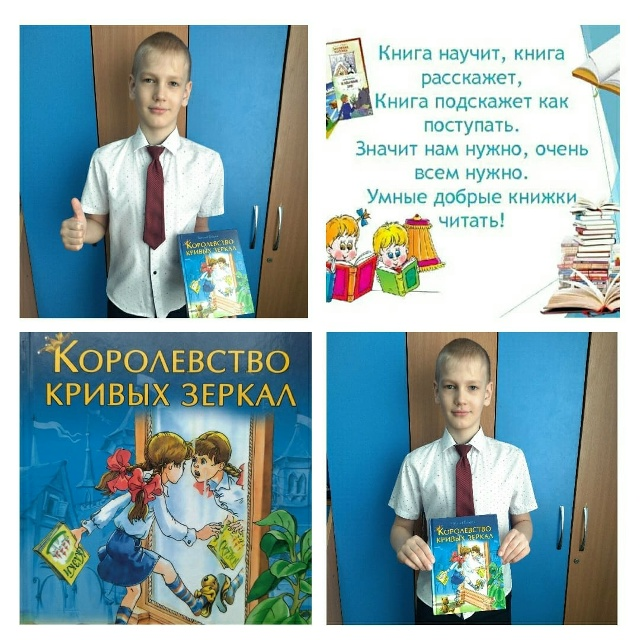 КОРОЛЕВСТВО
КРИВЫХ ЗЕРКАЛ
Книга научит, книга
расскажет,
Книга подскажет как
поступать.
Значит нам нужно, очень
всем нужно.
Умные добрые книжки
читать!
КОРОЛЕВСТВО
КРИВЫХ ЗЕРКАЛ
КОРОЛЕВСТВО
КРИВЫХ ЗЕРКАЛ